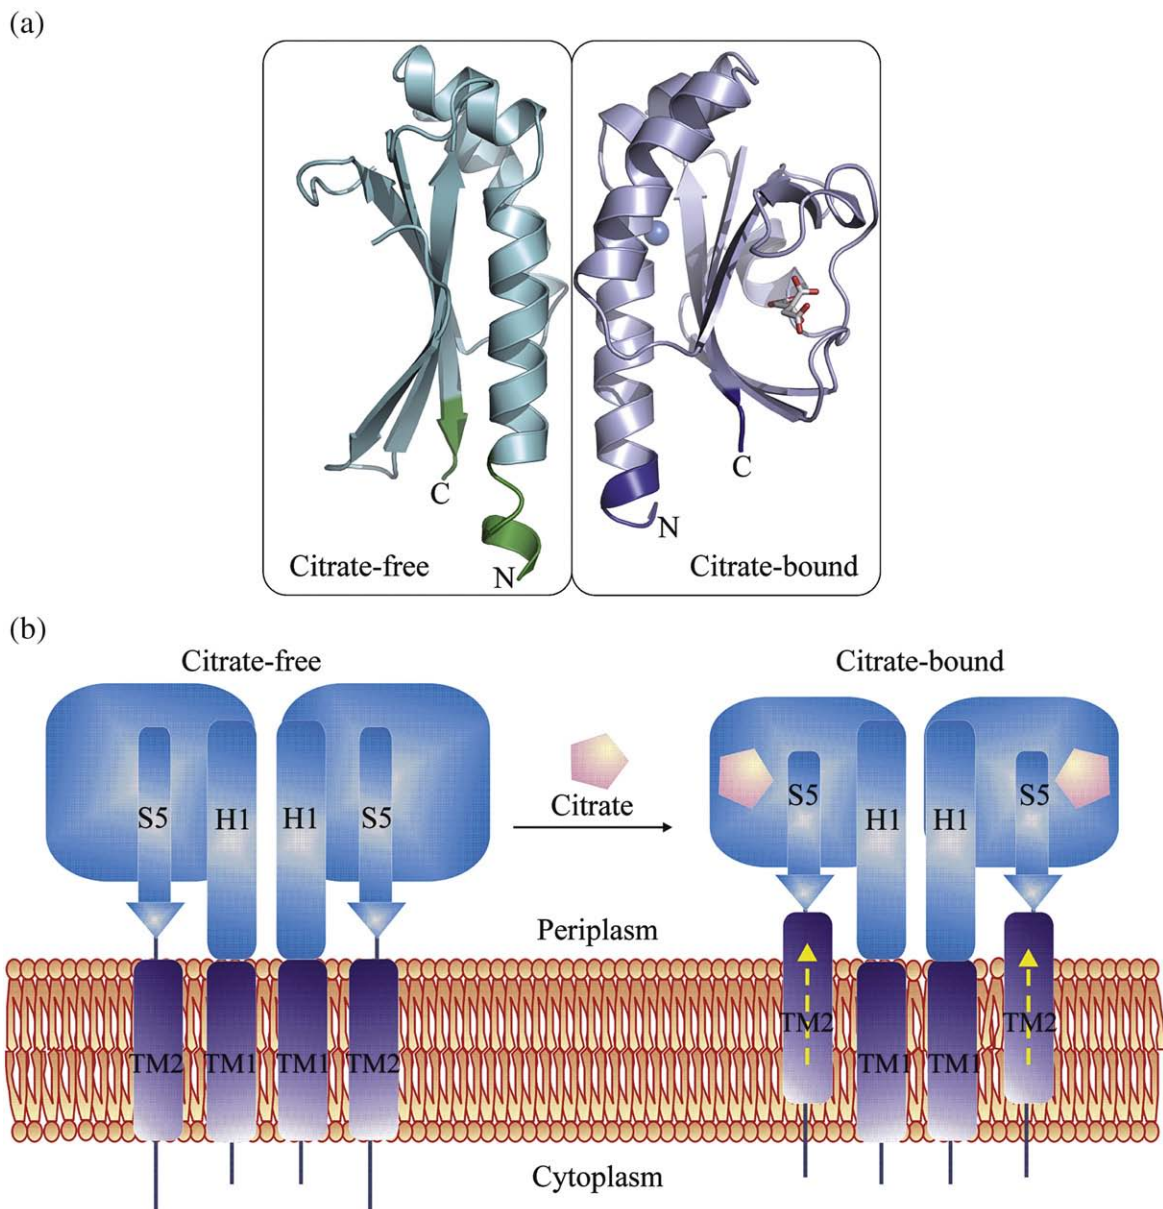 (a)
C
N
Citrate-free
C
N
Citrate-bound
(b)
Citrate-free
Citrate-bound
S5
H1
H1
S5
Citrate
S5
H1
H1
S5
Periplasm
TM2
TM1
TM1
TM2
TM2
TM1
TM1
TM2
Cytoplasm